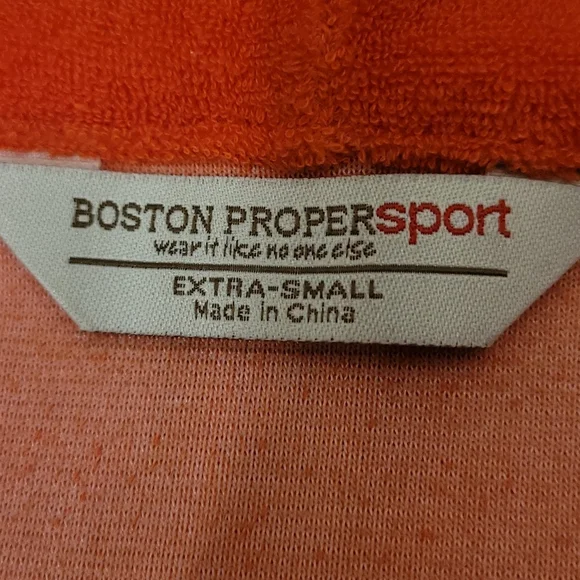 BOSTON PROPERsport
wear it like no one else
EXTRA-SMALL
Made in China